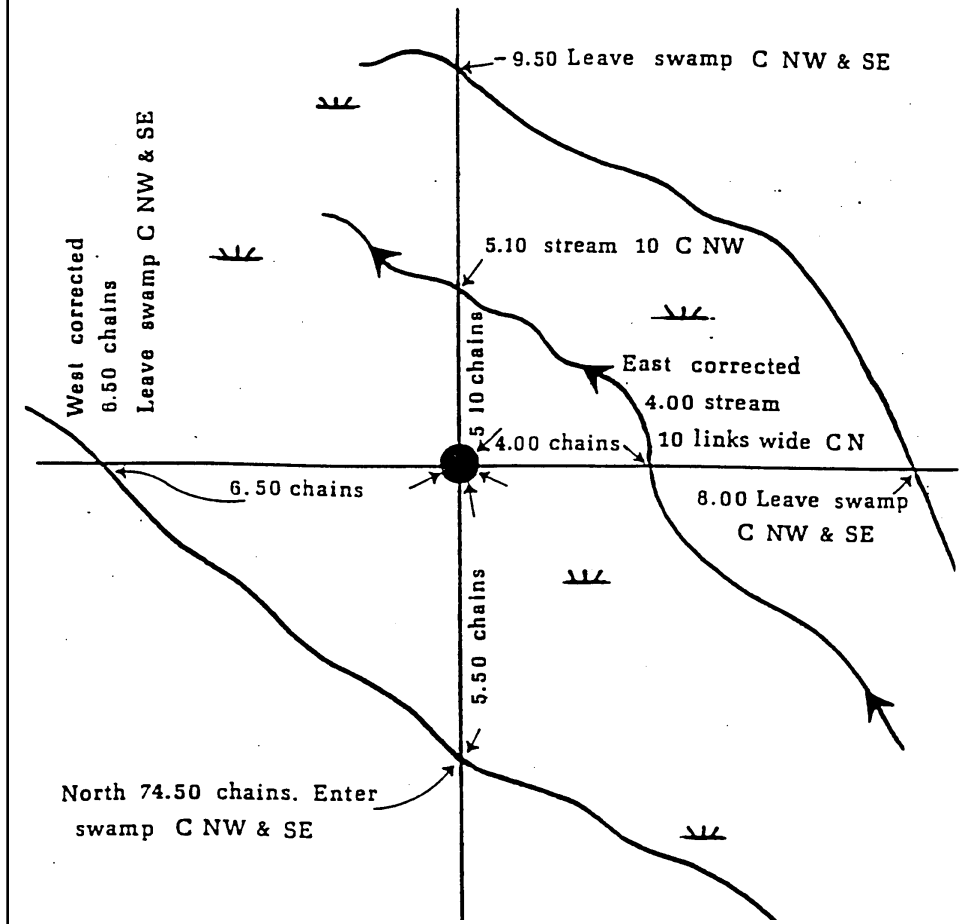 -9.50 Leave swamp C NW & SE
West corrected
6.50 chains
Leave swamp C NW & SE
5.10 stream 10 C NW
5 10 chains
East corrected
4.00 stream
10 links wide C N
4.00 chains
6.50 chains
8.00 Leave swamp
C NW & SE
5.50 chains
North 74.50 chains. Enter
swamp C NW & SE